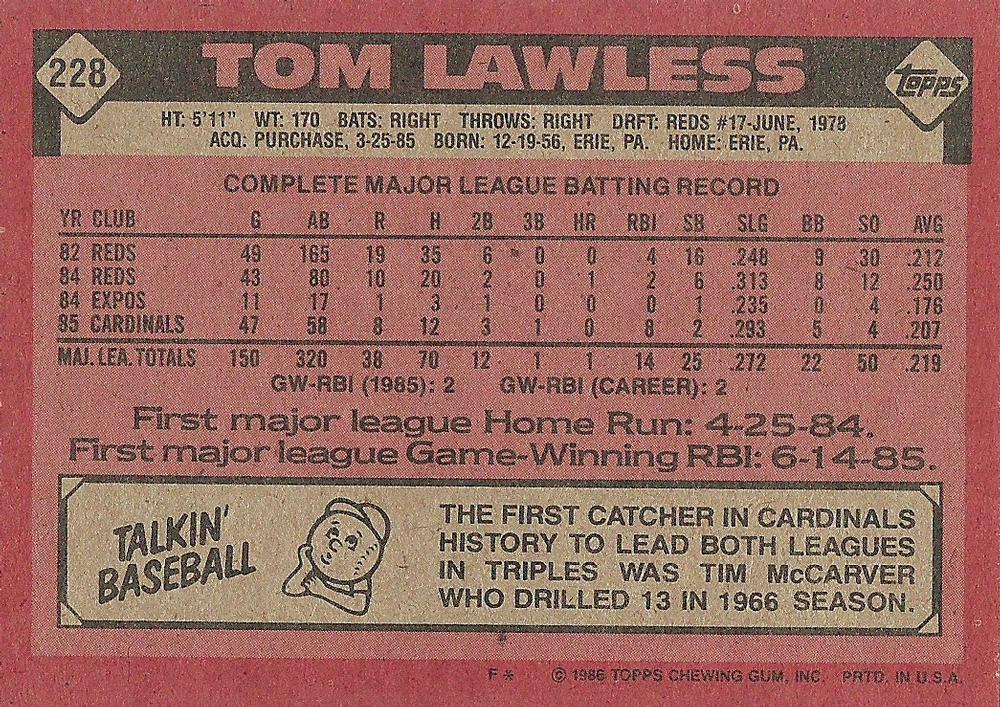 228 TOM LAWLESS topps
HT: 5'11" WT: 170 BATS: RIGHT THROWS: RIGHT DRFT: REDS #17-JUNE, 1978
ACQ: PURCHASE, 3-25-85 BORN: 12-19-56, ERIE, PA. HOME: ERIE, PA.
COMPLETE MAJOR LEAGUE BATTING RECORD
YR CLUB G AB R H 2B 3B HR RBI SB SLG BB SO AVG
82 REDS 49 165 19 35 6 0 0 4 16 .248 9 30 .212
84 REDS 43 80 10 20 2 0 1 2 6 .313 8 12 .250
84 EXPOS 11 17 1 3 1 0 0 0 1 .235 0 4 .176
85 CARDINALS 47 58 8 12 3 1 0 8 2 .293 5 4 .207
MAJ. LEA. TOTALS 150 320 38 70 12 1 1 14 25 .272 22 50 .219
GW-RBI (1985): 2 GW-RBI (CAREER): 2
First major league Home Run: 4-25-84.
First major league Game-Winning RBI: 6-14-85.
TALKIN'
BASEBALL
THE FIRST CATCHER IN CARDINALS
HISTORY TO LEAD BOTH LEAGUES
IN TRIPLES WAS TIM McCARVER
WHO DRILLED 13 IN 1966 SEASON.
F * © 1986 TOPPS CHEWING GUM, INC. PRTD. IN U.S.A.